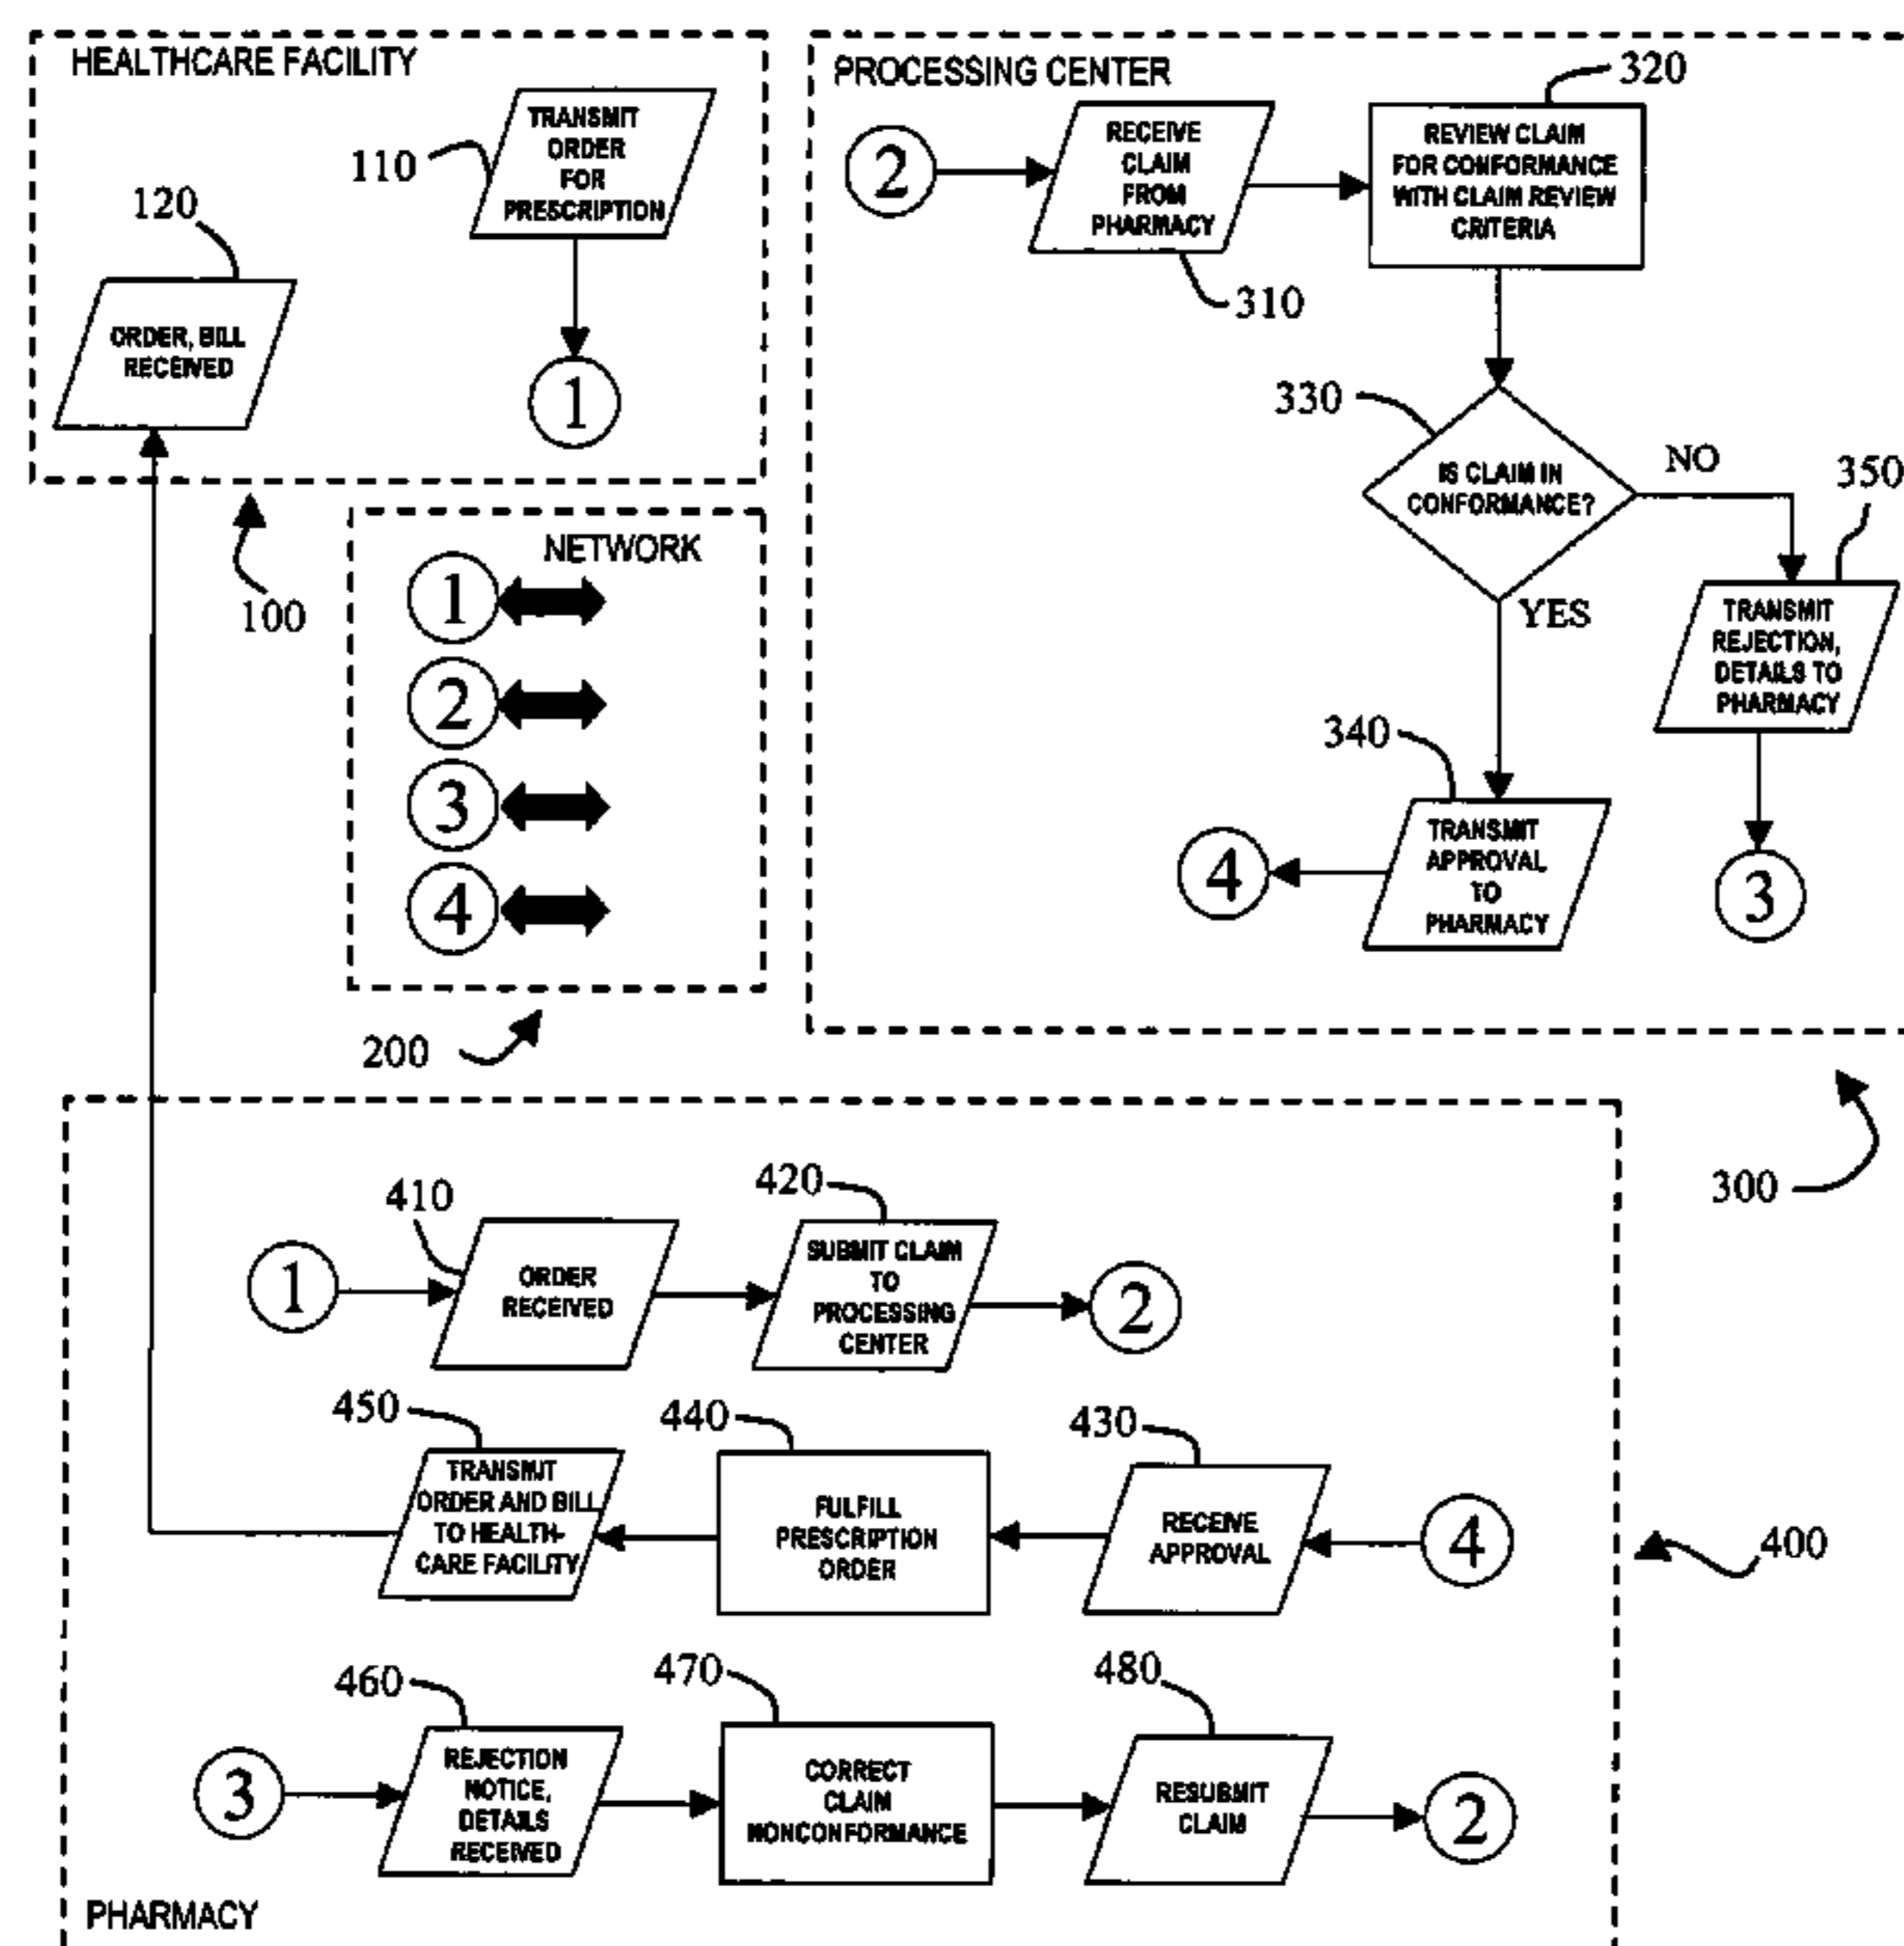 HEALTHCARE FACILITY
110
TRANSMIT
ORDER
FOR
PRESCRIPTION
120
ORDER, BILL
RECEIVED
1
100
PROCESSING CENTER
2
RECEIVE
CLAIM
FROM
PHARMACY
310
320
REVIEW CLAIM
FOR CONFORMANCE
WITH CLAIM REVIEW
CRITERIA
330
IS CLAIM IN
CONFORMANCE?
NO
YES
350
TRANSMIT
REJECTION,
DETAILS TO
PHARMACY
3
340
TRANSMIT
APPROVAL
TO
PHARMACY
4
300
NETWORK
1
2
3
4
200
1
410
ORDER
RECEIVED
420
SUBMIT CLAIM
TO
PROCESSING
CENTER
2
450
TRANSMIT
ORDER AND BILL
TO HEALTH-
CARE FACILITY
440
FULFILL
PRESCRIPTION
ORDER
430
RECEIVE
APPROVAL
4
400
3
460
REJECTION
NOTICE,
DETAILS
RECEIVED
470
CORRECT
CLAIM
NONCONFORMANCE
480
RESUBMIT
CLAIM
2
PHARMACY